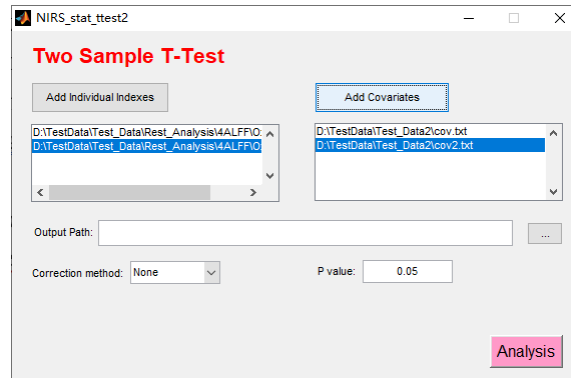 NIRS_stat_ttest2
Two Sample T-Test
Add Individual Indexes
Add Covariates
D:\TestData\Test_Data\Rest_Analysis\4ALFF\O:
D:\TestData\Test_Data\Rest_Analysis\4ALFF\O:
D:\TestData\Test_Data2\cov.txt
D:\TestData\Test_Data2\cov2.txt
Output Path:
...
Correction method: None
P value: 0.05
Analysis